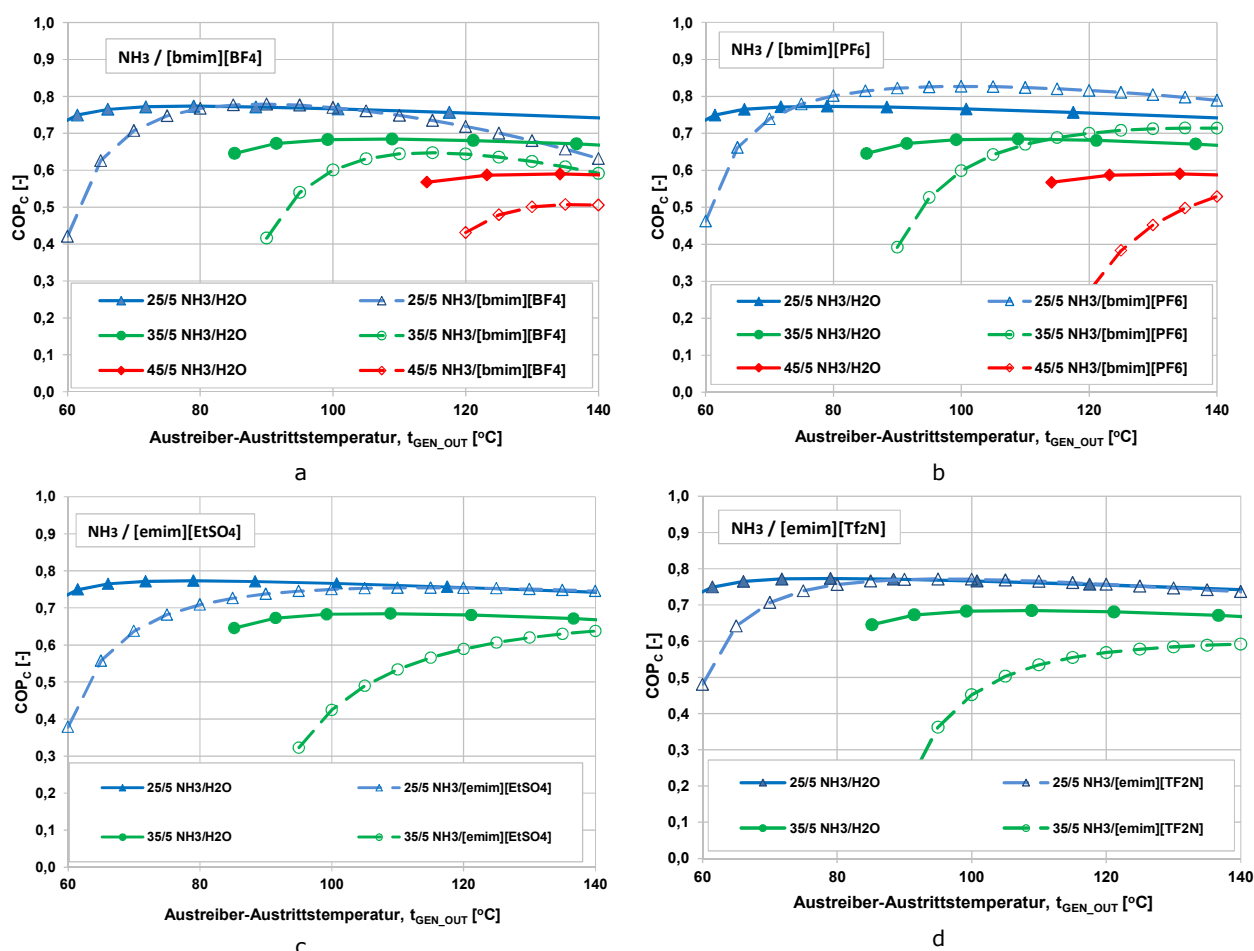 NH3 / [bmim][BF4]
COPC [-]
1,0
0,9
0,8
0,7
0,6
0,5
0,4
0,3
0,2
0,1
0,0
25/5 NH3/H2O
25/5 NH3/[bmim][BF4]
35/5 NH3/H2O
35/5 NH3/[bmim][BF4]
45/5 NH3/H2O
45/5 NH3/[bmim][BF4]
60 80 100 120 140
Austreiber-Austrittstemperatur, tGEN_OUT [oC]
a
NH3 / [bmim][PF6]
COPC [-]
1,0
0,9
0,8
0,7
0,6
0,5
0,4
0,3
0,2
0,1
0,0
25/5 NH3/H2O
25/5 NH3/[bmim][PF6]
35/5 NH3/H2O
35/5 NH3/[bmim][PF6]
45/5 NH3/H2O
45/5 NH3/[bmim][PF6]
60 80 100 120 140
Austreiber-Austrittstemperatur, tGEN_OUT [oC]
b
NH3 / [emim][EtSO4]
COPC [-]
1,0
0,9
0,8
0,7
0,6
0,5
0,4
0,3
0,2
0,1
0,0
25/5 NH3/H2O
25/5 NH3/[emim][EtSO4]
35/5 NH3/H2O
35/5 NH3/[emim][EtSO4]
60 80 100 120 140
Austreiber-Austrittstemperatur, tGEN_OUT [oC]
c
NH3 / [emim][Tf2N]
COPC [-]
1,0
0,9
0,8
0,7
0,6
0,5
0,4
0,3
0,2
0,1
0,0
25/5 NH3/H2O
25/5 NH3/[emim][TF2N]
35/5 NH3/H2O
35/5 NH3/[emim][TF2N]
60 80 100 120 140
Austreiber-Austrittstemperatur, tGEN_OUT [oC]
d